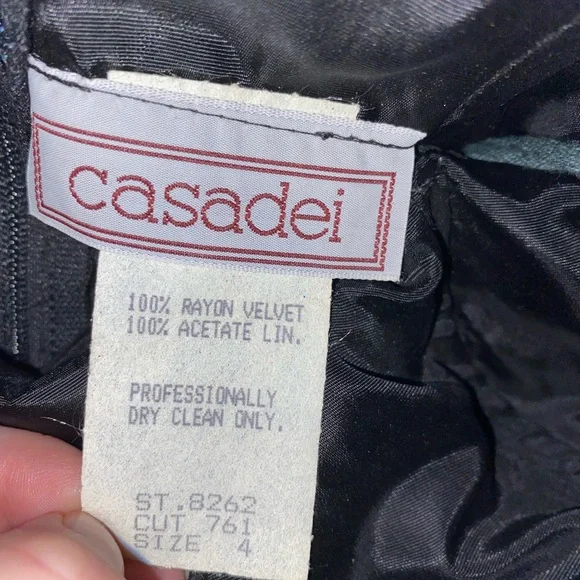 casadei
100% RAYON VELVET
100% ACETATE LIN.
PROFESSIONALLY
DRY CLEAN ONLY.
ST.8262
CUT 761
SIZE 4